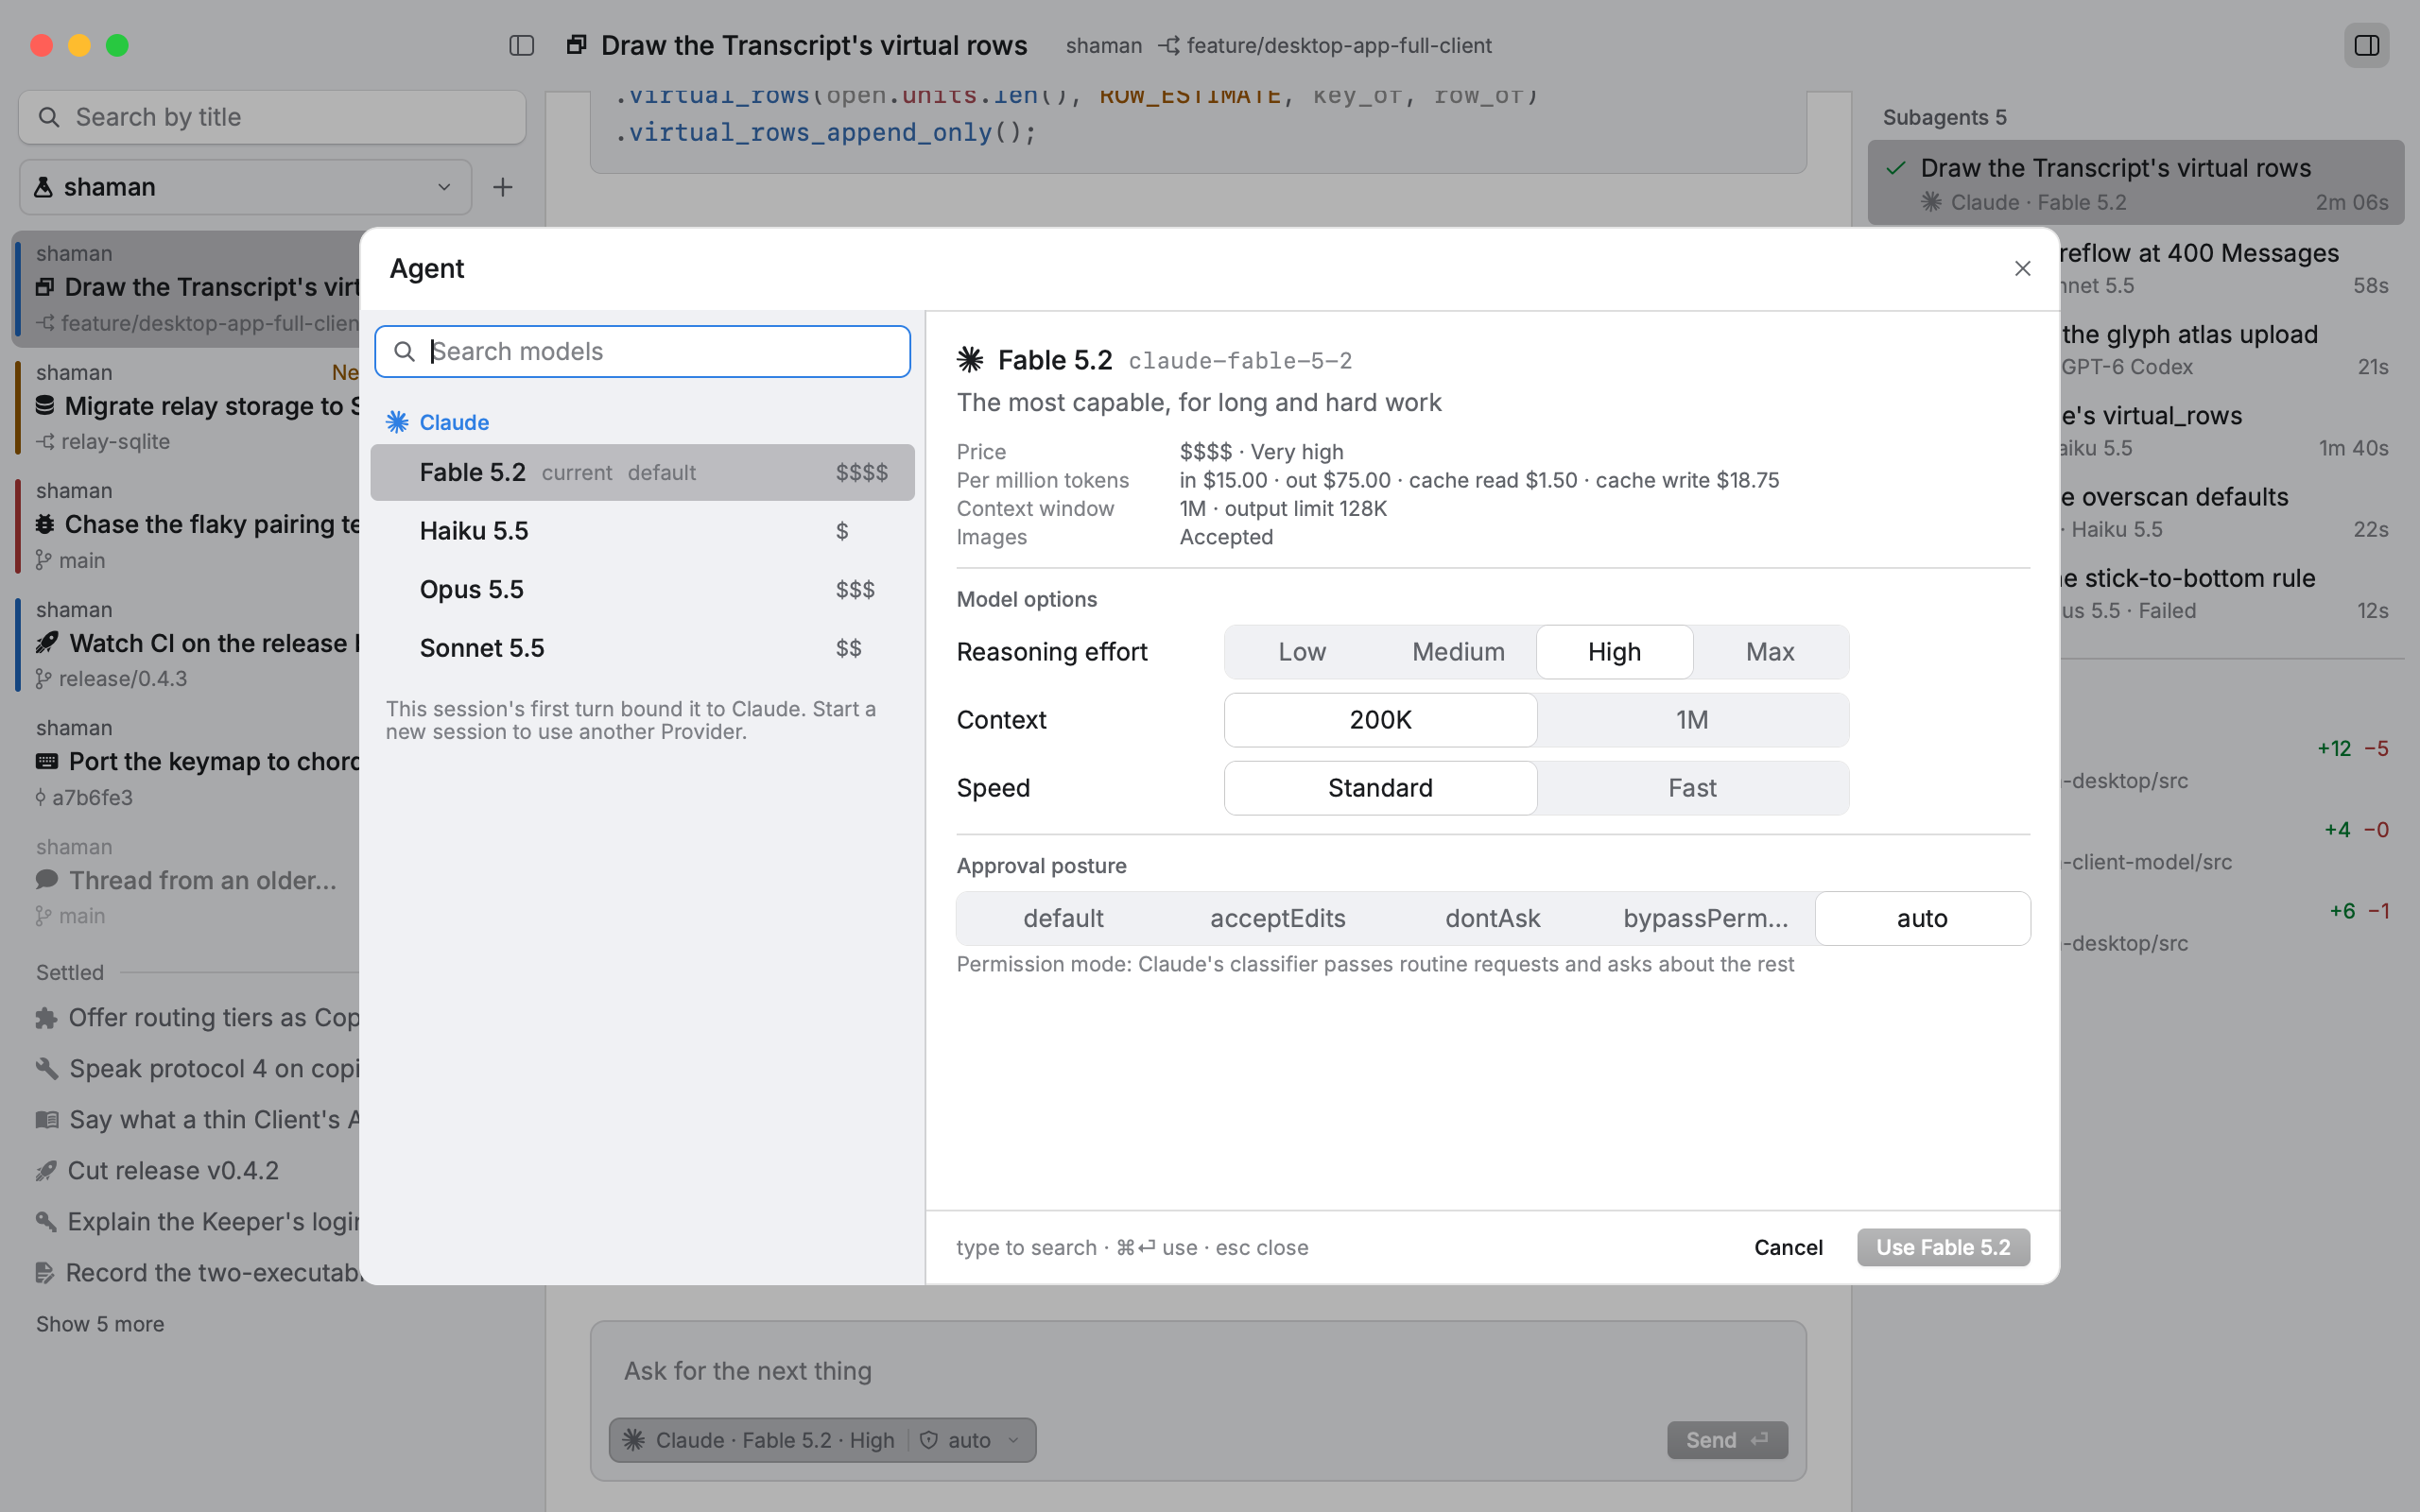 Draw the Transcript's virtual rows
shaman
feature/desktop-app-full-client
Search by title
shaman
shaman
Draw the Transcript's virt
feature/desktop-app-full-clien
shaman
Ne
Migrate relay storage to S
relay-sqlite
shaman
Chase the flaky pairing te
main
shaman
Watch CI on the release b
release/0.4.3
shaman
Port the keymap to chord
a7b6fe3
shaman
Thread from an older...
main
Settled
Offer routing tiers as Cop
Speak protocol 4 on copi
Say what a thin Client's A
Cut release v0.4.2
Explain the Keeper's login
Record the two-executabl
Show 5 more
.virtual_rows(open.units.len(), ROW_ESTIMATE, key_of, row_of)
.virtual_rows_append_only();
Agent
Search models
Claude
Fable 5.2 current default $$$$
Haiku 5.5 $
Opus 5.5 $$$
Sonnet 5.5 $$
This session's first turn bound it to Claude. Start a
new session to use another Provider.
Fable 5.2 claude-fable-5-2
The most capable, for long and hard work
Price $$$$ · Very high
Per million tokens in $15.00 · out $75.00 · cache read $1.50 · cache write $18.75
Context window 1M · output limit 128K
Images Accepted
Model options
Reasoning effort Low Medium High Max
Context 200K 1M
Speed Standard Fast
Approval posture
default acceptEdits dontAsk bypassPerm... auto
Permission mode: Claude's classifier passes routine requests and asks about the rest
type to search · ⌘↵ use · esc close
Cancel
Use Fable 5.2
Ask for the next thing
Claude · Fable 5.2 · High auto
Send
Subagents 5
Draw the Transcript's virtual rows
Claude · Fable 5.2 2m 06s
reflow at 400 Messages
nnet 5.5 58s
the glyph atlas upload
GPT-6 Codex 21s
e's virtual_rows
aiku 5.5 1m 40s
e overscan defaults
· Haiku 5.5 22s
e stick-to-bottom rule
us 5.5 · Failed 12s
+12 −5
-desktop/src
+4 −0
-client-model/src
+6 −1
-desktop/src